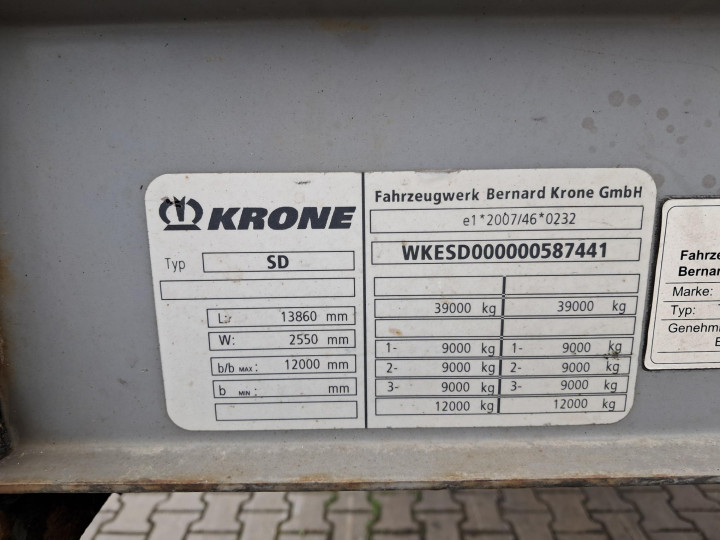 KRONE
Typ SD
L: 13860 mm
W: 2550 mm
b/b MAX: 12000 mm
b MIN: mm
Fahrzeugwerk Bernard Krone GmbH
e1*2007/46*0232
WKESD000000587441
39000 kg 39000 kg
1- 9000 kg 1- 9000 kg
2- 9000 kg 2- 9000 kg
3- 9000 kg 3- 9000 kg
12000 kg 12000 kg
Fahrze
Bernar
Marke:
Typ:
Genehmi